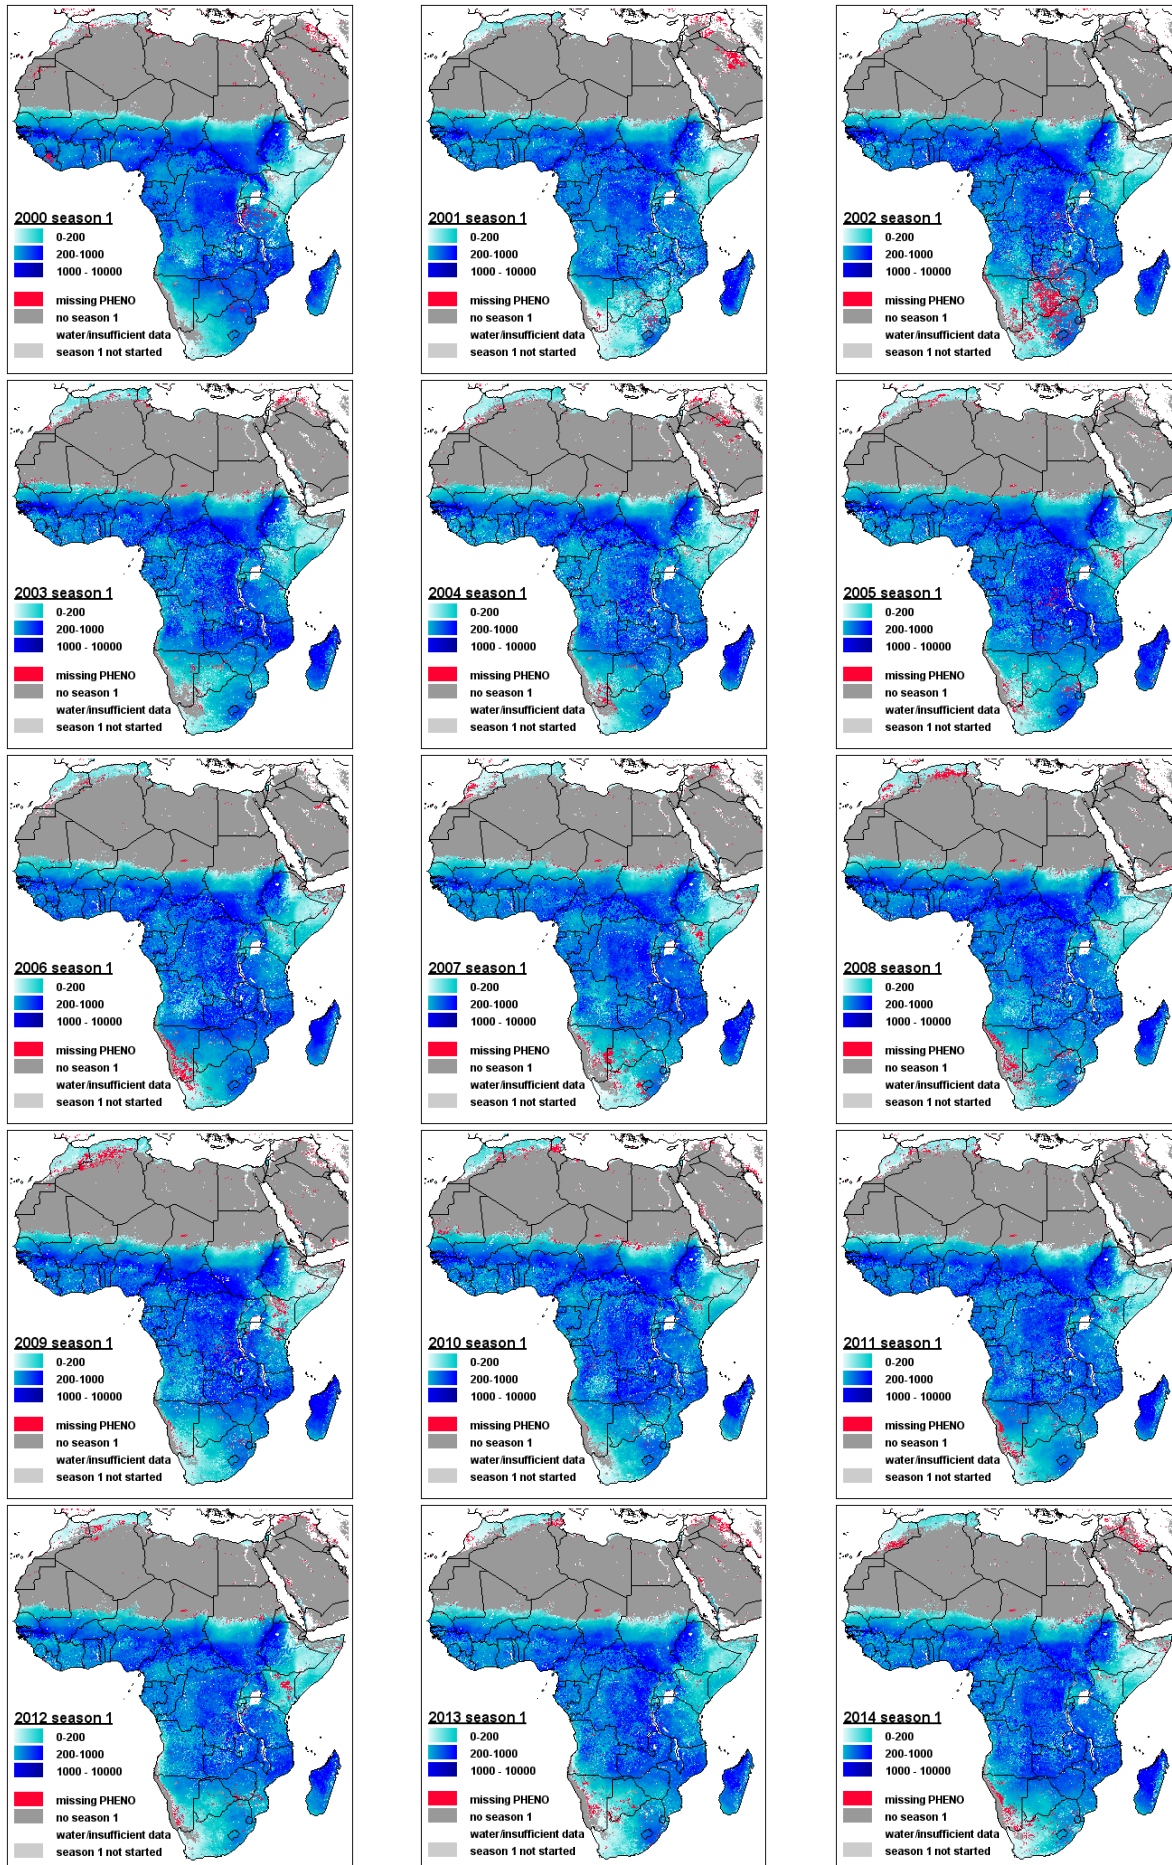 2000 season 1
0-200
200-1000
1000 - 10000
missing PHENO
no season 1
water/insufficient data
season 1 not started
2001 season 1
0-200
200-1000
1000 - 10000
missing PHENO
no season 1
water/insufficient data
season 1 not started
2002 season 1
0-200
200-1000
1000 - 10000
missing PHENO
no season 1
water/insufficient data
season 1 not started
2003 season 1
0-200
200-1000
1000 - 10000
missing PHENO
no season 1
water/insufficient data
season 1 not started
2004 season 1
0-200
200-1000
1000 - 10000
missing PHENO
no season 1
water/insufficient data
season 1 not started
2005 season 1
0-200
200-1000
1000 - 10000
missing PHENO
no season 1
water/insufficient data
season 1 not started
2006 season 1
0-200
200-1000
1000 - 10000
missing PHENO
no season 1
water/insufficient data
season 1 not started
2007 season 1
0-200
200-1000
1000 - 10000
missing PHENO
no season 1
water/insufficient data
season 1 not started
2008 season 1
0-200
200-1000
1000 - 10000
missing PHENO
no season 1
water/insufficient data
season 1 not started
2009 season 1
0-200
200-1000
1000 - 10000
missing PHENO
no season 1
water/insufficient data
season 1 not started
2010 season 1
0-200
200-1000
1000 - 10000
missing PHENO
no season 1
water/insufficient data
season 1 not started
2011 season 1
0-200
200-1000
1000 - 10000
missing PHENO
no season 1
water/insufficient data
season 1 not started
2012 season 1
0-200
200-1000
1000 - 10000
missing PHENO
no season 1
water/insufficient data
season 1 not started
2013 season 1
0-200
200-1000
1000 - 10000
missing PHENO
no season 1
water/insufficient data
season 1 not started
2014 season 1
0-200
200-1000
1000 - 10000
missing PHENO
no season 1
water/insufficient data
season 1 not started